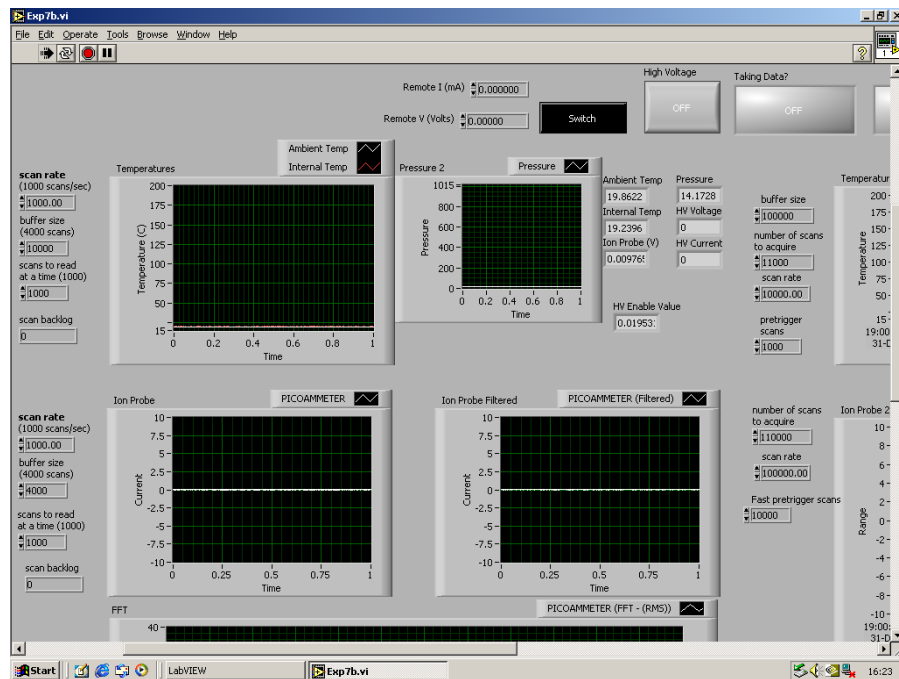 Exp7b.vi
File Edit Operate Tools Browse Window Help
1
?
Remote I (mA) 0.000000
Remote V (Volts) 0.00000
Switch
High Voltage
OFF
Taking Data?
OFF
scan rate
(1000 scans/sec)
1000.00
buffer size
(4000 scans)
10000
scans to read
at a time (1000)
1000
scan backlog
0
Temperatures
Ambient Temp
Internal Temp
Temperature (C)
200
175
150
125
100
75
50
15
0 0.2 0.4 0.6 0.8 1
Time
Pressure 2
Pressure
Pressure
1015
800
600
400
200
0
0 0.2 0.4 0.6 0.8 1
Time
Ambient Temp
19.8622
Internal Temp
19.2396
Ion Probe (V)
0.00976
Pressure
14.1728
HV Voltage
0
HV Current
0
HV Enable Value
0.01953
buffer size
100000
number of scans
to acquire
11000
scan rate
10000.00
pretrigger
scans
1000
Temperatur
Temperature
200
175
150
125
100
75
50
15
19:00
31-D
scan rate
(1000 scans/sec)
1000.00
buffer size
(4000 scans)
4000
scans to read
at a time (1000)
1000
scan backlog
0
Ion Probe
PICOAMMETER
Current
10
7.5
5
2.5
0
-2.5
-5
-7.5
-10
0 0.25 0.5 0.75 1
Time
Ion Probe Filtered
PICOAMMETER (Filtered)
Current
10
7.5
5
2.5
0
-2.5
-5
-7.5
-10
0 0.25 0.5 0.75 1
Time
number of scans
to acquire
110000
scan rate
100000.00
Fast pretrigger scans
10000
Ion Probe 2
Range
10
8
6
4
2
0
-2
-4
-6
-8
-10
19:00:
31-D
FFT
PICOAMMETER (FFT - (RMS))
40
Start
LabVIEW
Exp7b.vi
16:23